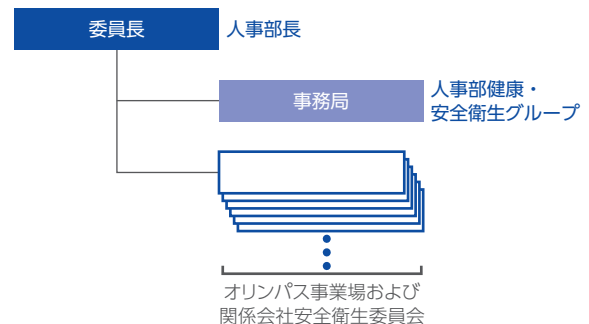 委員長
人事部長
事務局
人事部健康・
安全衛生グループ
オリンパス事業場および
関係会社安全衛生委員会